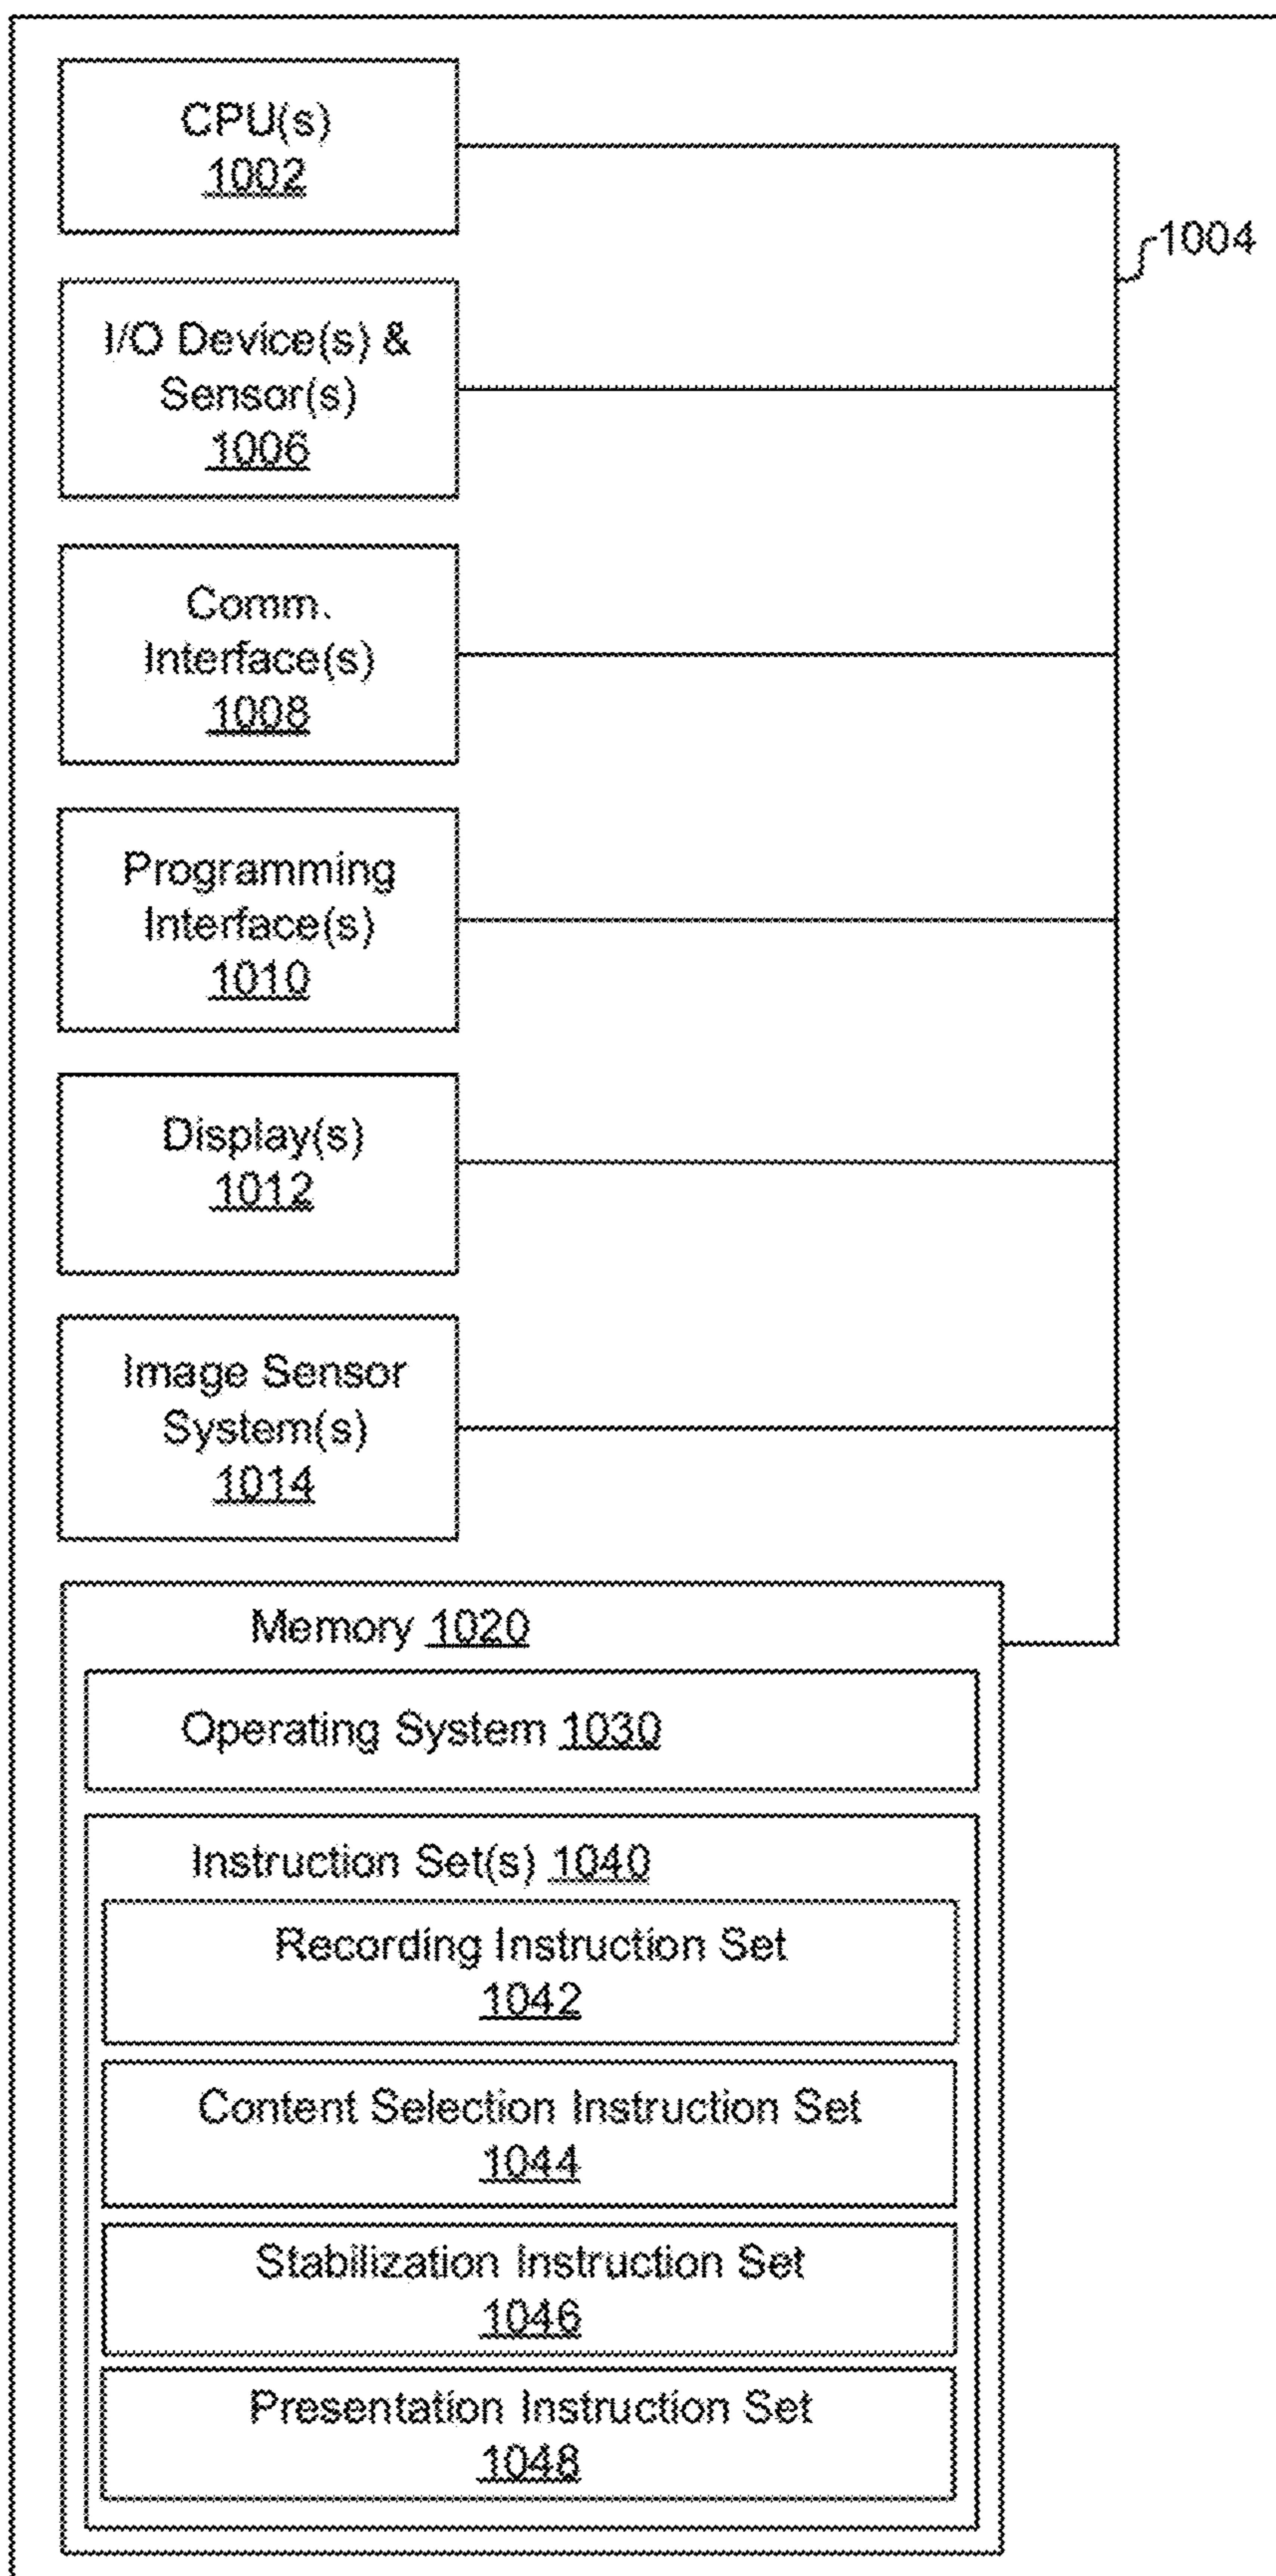 CPU(s)
1002
1004
I/O Device(s) &
Sensor(s)
1006
Comm.
Interface(s)
1008
Programming
Interface(s)
1010
Display(s)
1012
Image Sensor
System(s)
1014
Memory 1020
Operating System 1030
Instruction Set(s) 1040
Recording Instruction Set
1042
Content Selection Instruction Set
1044
Stabilization Instruction Set
1046
Presentation Instruction Set
1048